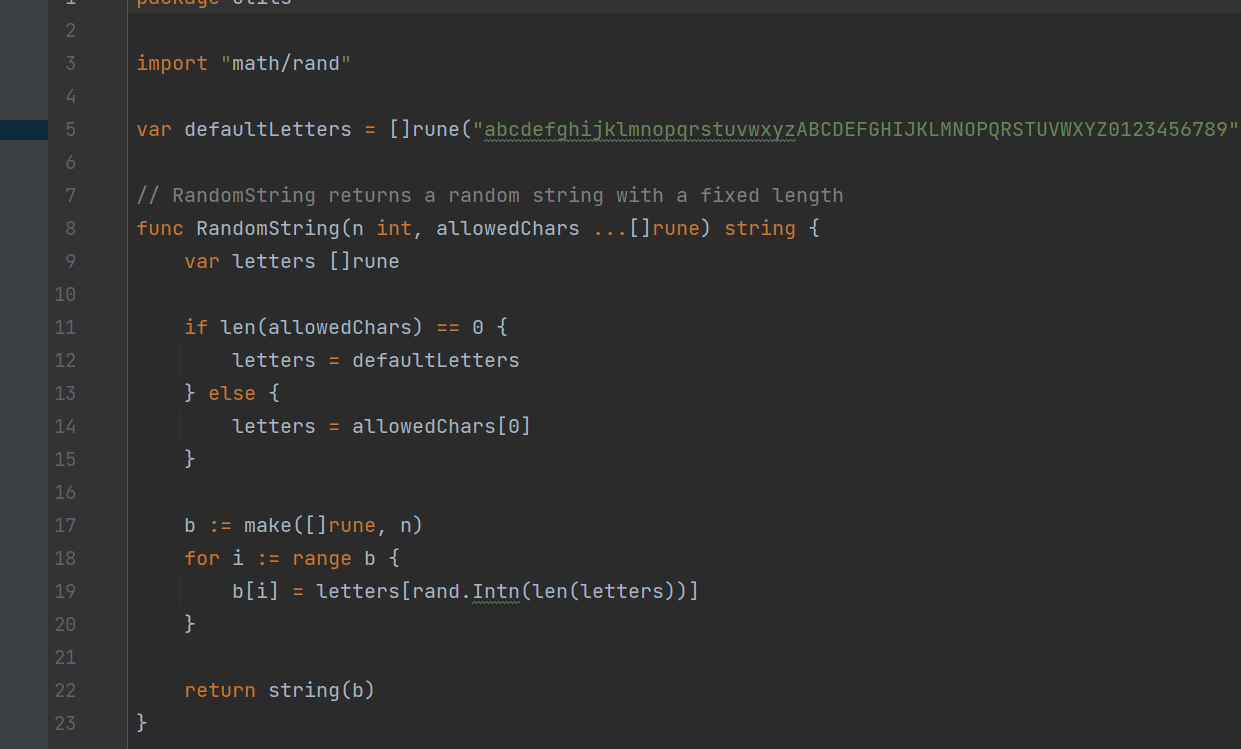 1 package utils
2
3 import "math/rand"
4
5 var defaultLetters = []rune("abcdefghijklmnopqrstuvwxyzABCDEFGHIJKLMNOPQRSTUVWXYZ0123456789"
6
7 // RandomString returns a random string with a fixed length
8 func RandomString(n int, allowedChars ...[]rune) string {
9     var letters []rune
10
11     if len(allowedChars) == 0 {
12         letters = defaultLetters
13     } else {
14         letters = allowedChars[0]
15     }
16
17     b := make([]rune, n)
18     for i := range b {
19         b[i] = letters[rand.Intn(len(letters))]
20     }
21
22     return string(b)
23 }